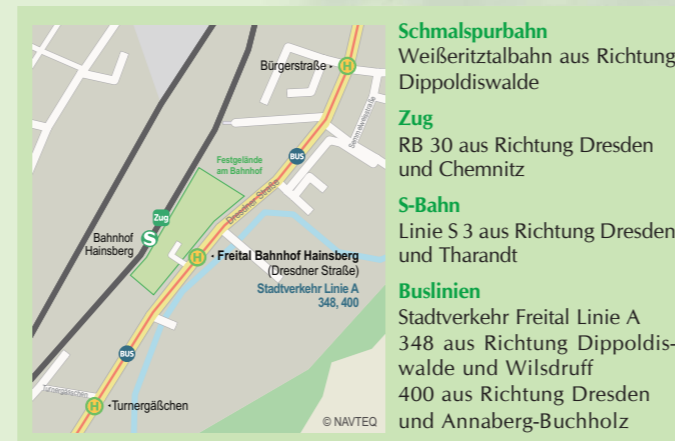 Bürgerstraße
H
Semmelweisstraße
BUS
Festgelände
am Bahnhof
Dresdner Straße
Zug
S
Bahnhof
Hainsberg
H
Freital Bahnhof Hainsberg
(Dresdner Straße)
Stadtverkehr Linie A
348, 400
BUS
Turnergäßchen
H
Turnergäßchen
© NAVTEQ
Schmalspurbahn
Weißeritztalbahn aus Richtung
Dippoldiswalde
Zug
RB 30 aus Richtung Dresden
und Chemnitz
S-Bahn
Linie S 3 aus Richtung Dresden
und Tharandt
Buslinien
Stadtverkehr Freital Linie A
348 aus Richtung Dippoldis-
walde und Wilsdruff
400 aus Richtung Dresden
und Annaberg-Buchholz